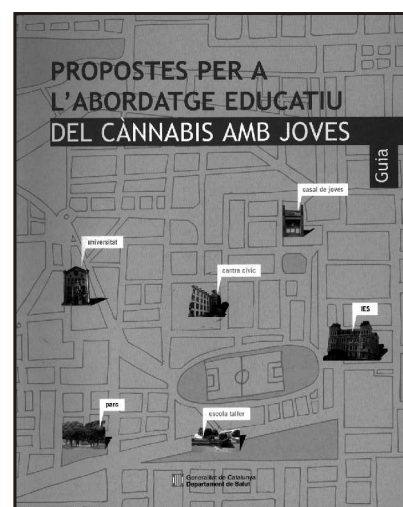 PROPOSTES PER A
L'ABORDATGE EDUCATIU
DEL CÀNNABIS AMB JOVES
Guia
casal de joves
universitat
centre cívic
IES
parc
escola taller
Generalitat de Catalunya
Departament de Salut